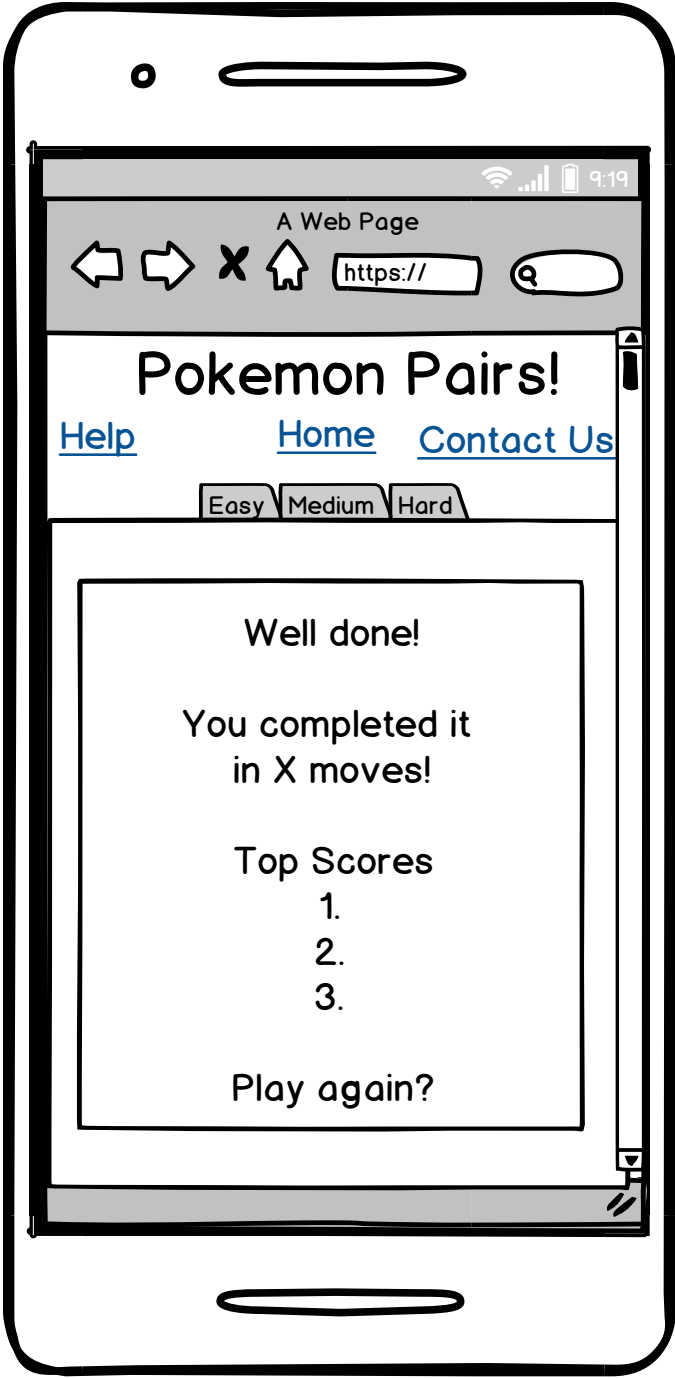 9:19
A Web Page
https://
Pokemon Pairs!
Help Home Contact Us
Easy Medium Hard
Well done!
You completed it
in X moves!
Top Scores
1.
2.
3.
Play again?